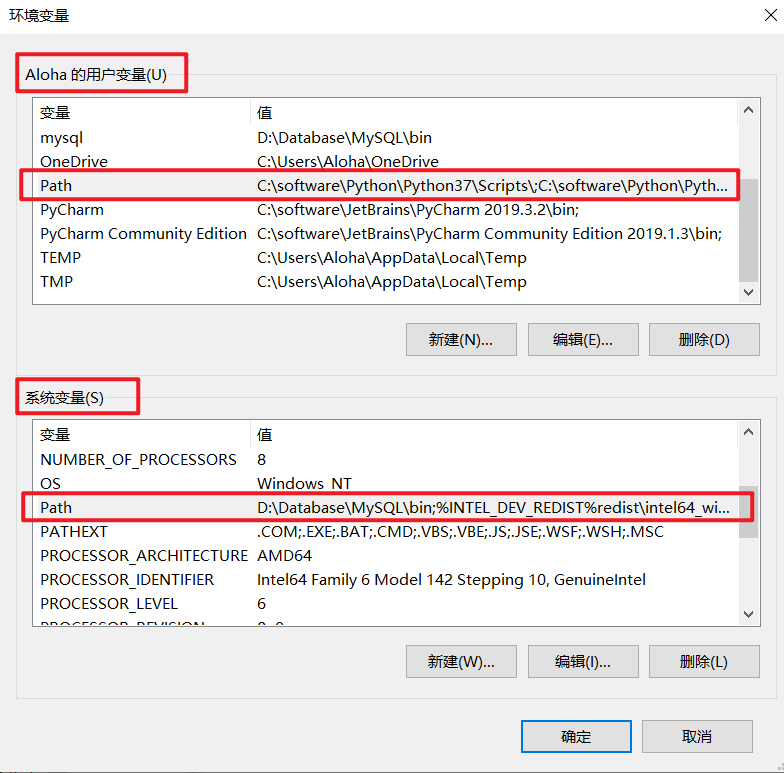 环境变量
Aloha 的用户变量(U)
变量 值
mysql D:\Database\MySQL\bin
OneDrive C:\Users\Aloha\OneDrive
Path C:\software\Python\Python37\Scripts\;C:\software\Python\Pyth...
PyCharm C:\software\JetBrains\PyCharm 2019.3.2\bin;
PyCharm Community Edition C:\software\JetBrains\PyCharm Community Edition 2019.1.3\bin;
TEMP C:\Users\Aloha\AppData\Local\Temp
TMP C:\Users\Aloha\AppData\Local\Temp
新建(N)... 编辑(E)... 删除(D)
系统变量(S)
变量 值
NUMBER_OF_PROCESSORS 8
OS Windows_NT
Path D:\Database\MySQL\bin;%INTEL_DEV_REDIST%redist\intel64_wi...
PATHEXT .COM;.EXE;.BAT;.CMD;.VBS;.VBE;.JS;.JSE;.WSF;.WSH;.MSC
PROCESSOR_ARCHITECTURE AMD64
PROCESSOR_IDENTIFIER Intel64 Family 6 Model 142 Stepping 10, GenuineIntel
PROCESSOR_LEVEL 6
新建(W)... 编辑(I)... 删除(L)
确定 取消